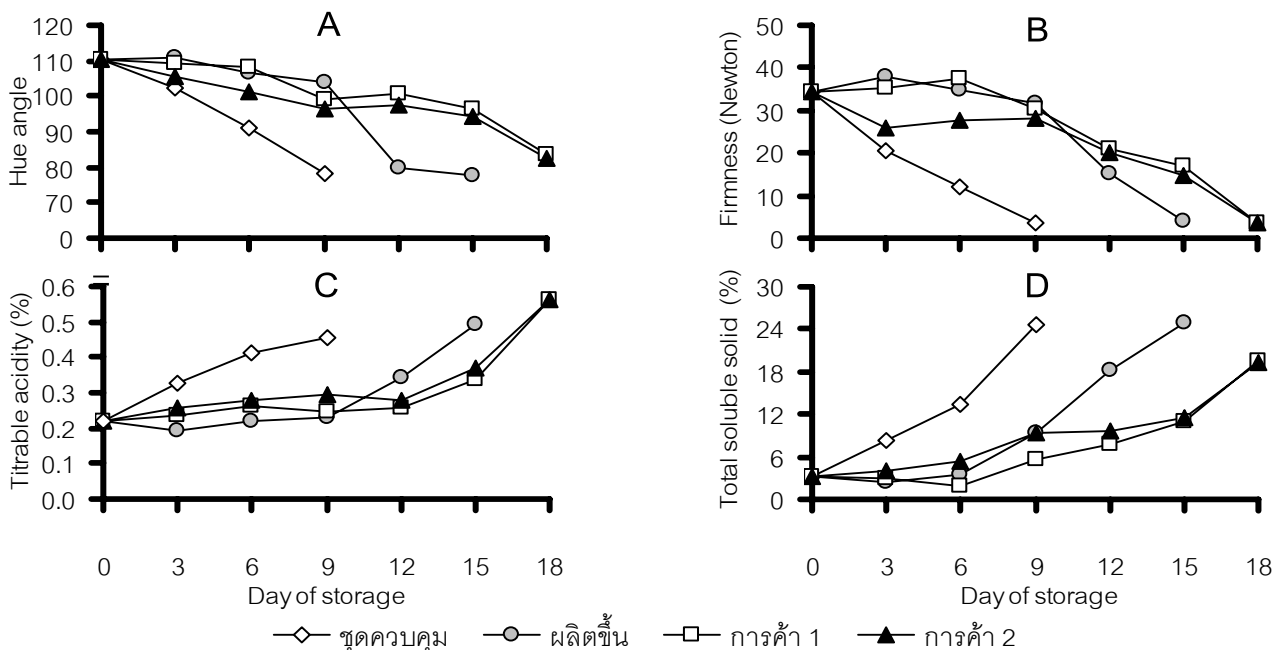 A
B
Hue angle
120
110
100
90
80
70
0
Firmness (Newton)
50
40
30
20
10
0
C
D
Titrable acidity (%)
0.6
0.5
0.4
0.3
0.2
0.1
0.0
Total soluble solid (%)
30
24
18
12
6
0
0 3 6 9 12 15 18
0 3 6 9 12 15 18
Day of storage
Day of storage
ชุดควบคุม ผลิตขึ้น การค้า 1 การค้า 2